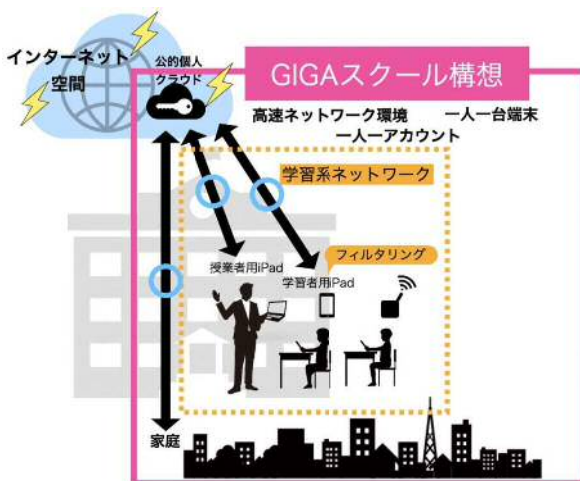 インターネット
空間
公的個人
クラウド
GIGAスクール構想
高速ネットワーク環境
一人一台端末
一人一アカウント
学習系ネットワーク
フィルタリング
授業者用iPad
学習者用iPad
家庭